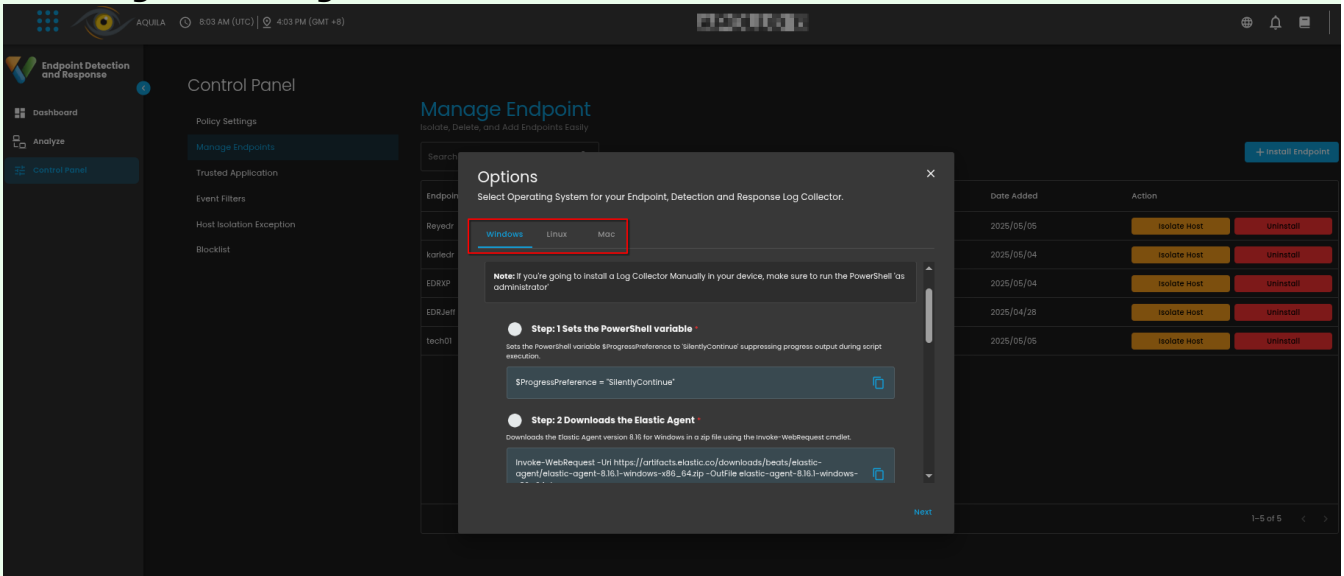 AQUILA 8:03 AM (UTC) | 4:03 PM (GMT +8)
Endpoint Detection
and Response
Dashboard
Analyze
Control Panel
Control Panel
Policy Settings
Manage Endpoints
Trusted Application
Event Filters
Host Isolation Exception
Blocklist
Manage Endpoint
Isolate, Delete, and Add Endpoints Easily
Search
+ Install Endpoint
Endpoin Date Added Action
Reyedr 2025/05/05 Isolate Host Uninstall
karledr 2025/05/04 Isolate Host Uninstall
EDRXP 2025/05/04 Isolate Host Uninstall
EDRJeff 2025/04/28 Isolate Host Uninstall
tech01 2025/05/05 Isolate Host Uninstall
1-5 of 5
Options
Select Operating System for your Endpoint, Detection and Response Log Collector.
Windows Linux Mac
Note: If you're going to install a Log Collector Manually in your device, make sure to run the PowerShell 'as
administrator'
Step: 1 Sets the PowerShell variable *
Sets the PowerShell variable $ProgressPreference to 'SilentlyContinue' suppressing progress output during script
execution.
$ProgressPreference = "SilentlyContinue"
Step: 2 Downloads the Elastic Agent *
Downloads the Elastic Agent version 8.16 for Windows in a zip file using the Invoke-WebRequest cmdlet.
Invoke-WebRequest -Uri https://artifacts.elastic.co/downloads/beats/elastic-
agent/elastic-agent-8.16.1-windows-x86_64.zip -OutFile elastic-agent-8.16.1-windows-
Next